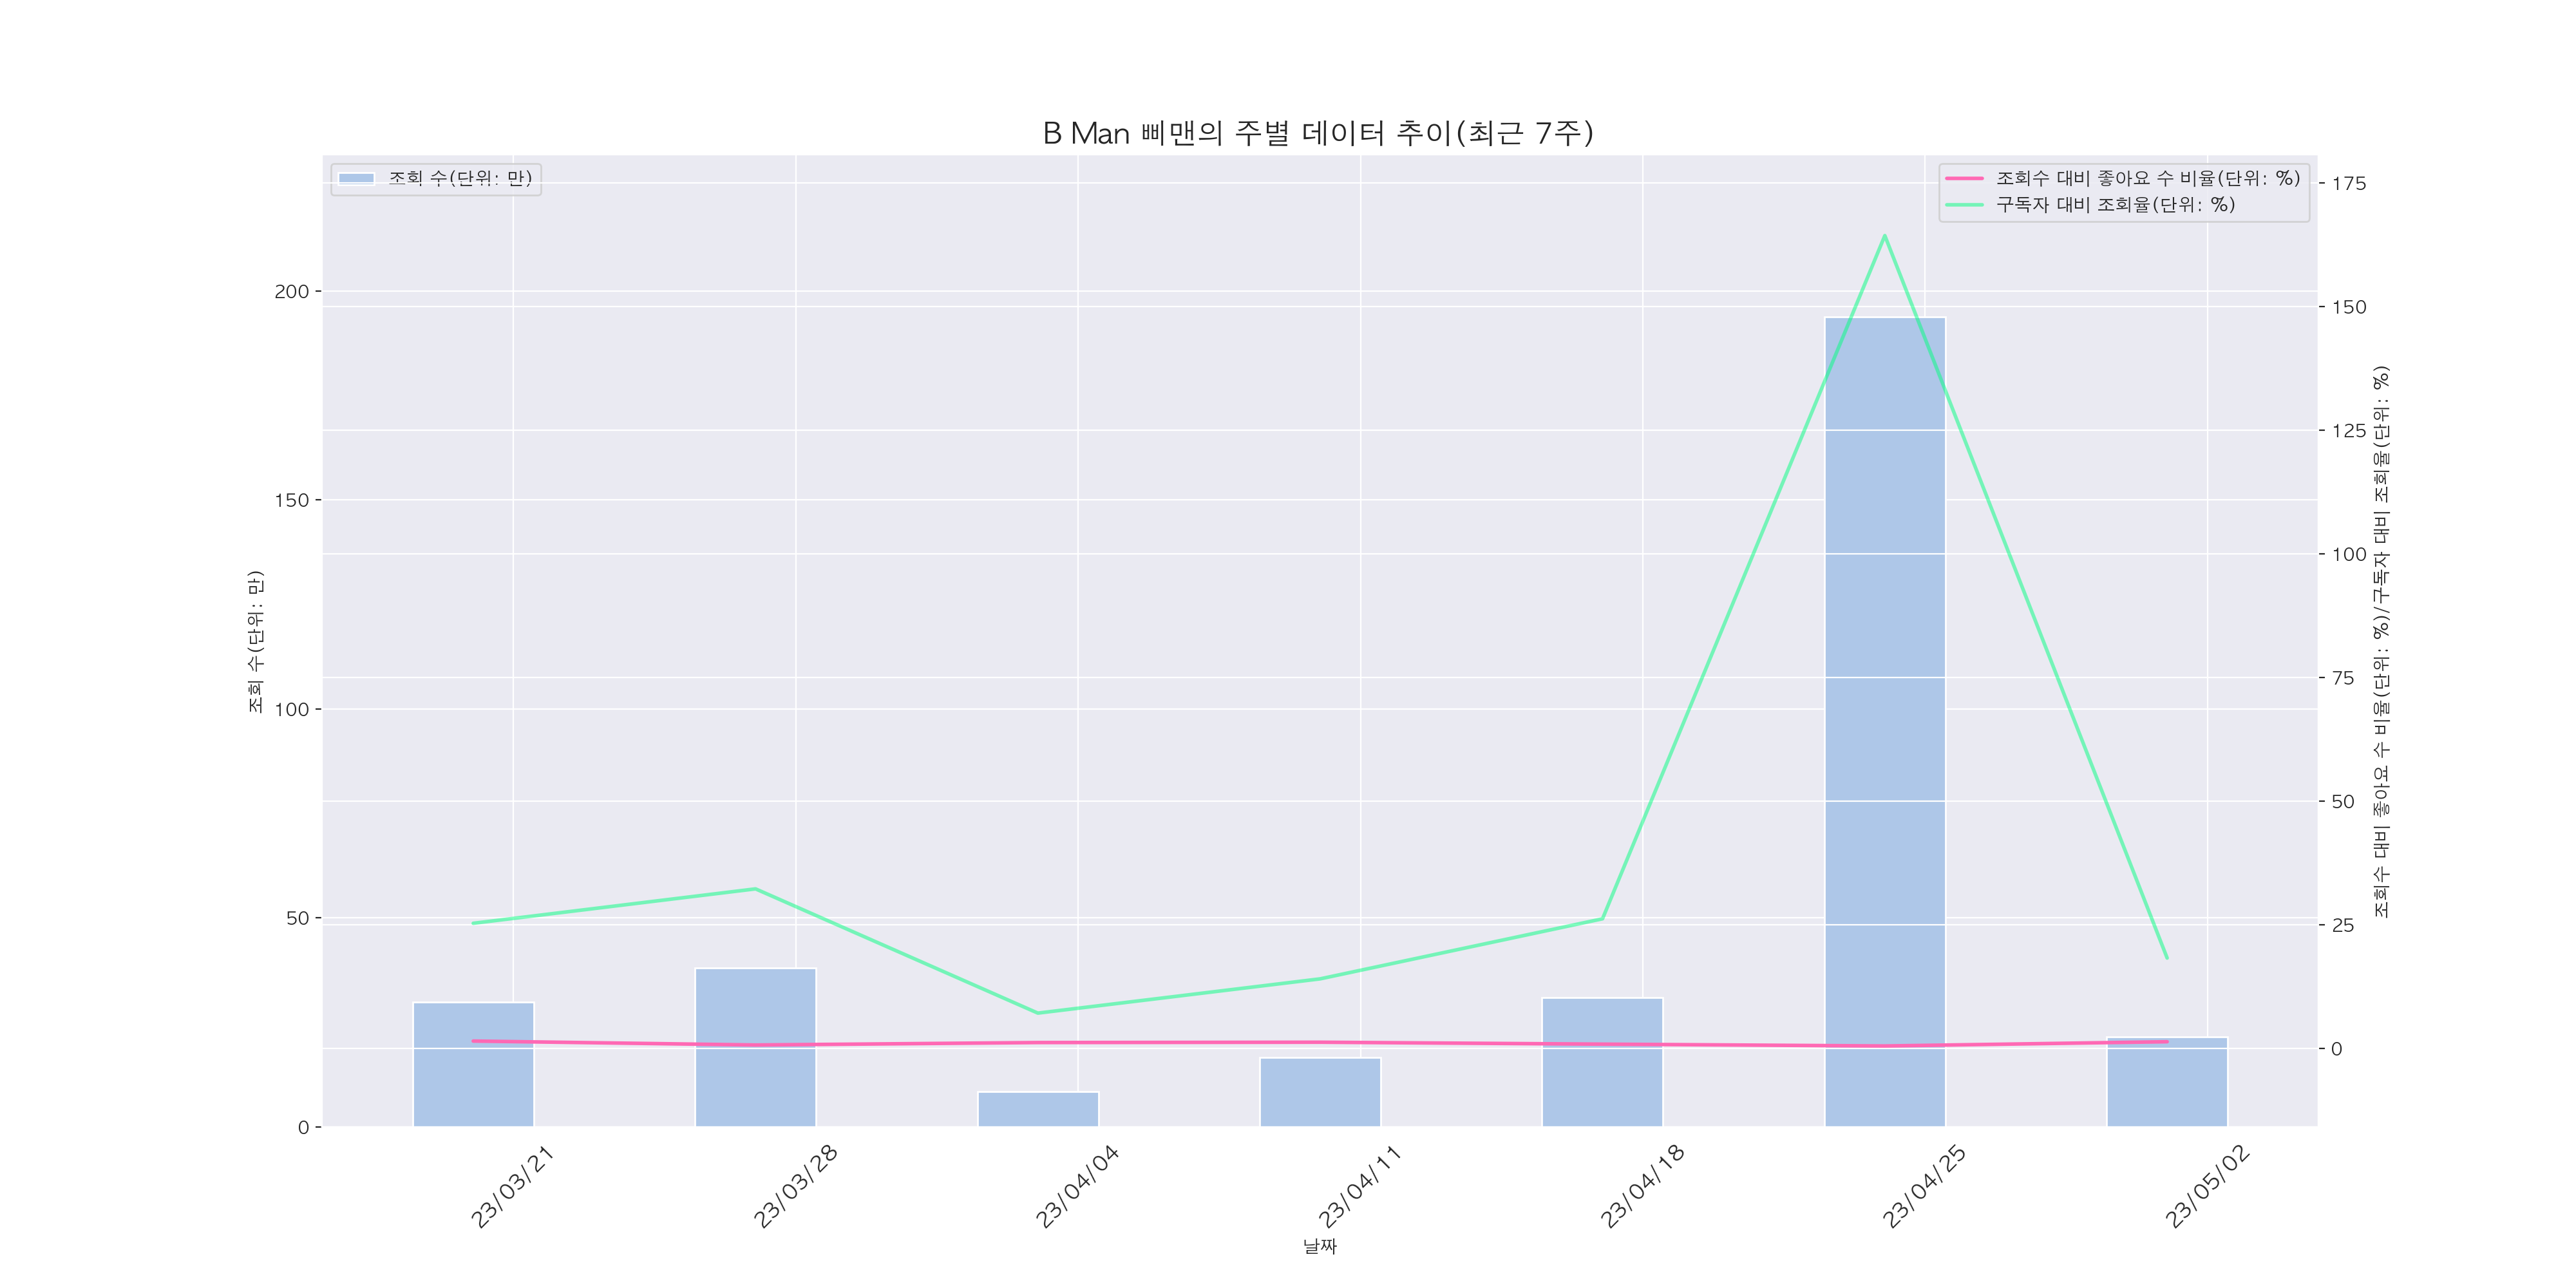 B Man 삐맨의 주별 데이터 추이(최근 7주)
조회 수(단위: 만)
조회수 대비 좋아요 수 비율(단위: %)
구독자 대비 조회율(단위: %)
조회 수(단위: 만)
200
150
100
50
0
175
150
125
100
75
50
25
0
조회수 대비 좋아요 수 비율(단위: %)/구독자 대비 조회율(단위: %)
23/03/21
23/03/28
23/04/04
23/04/11
23/04/18
23/04/25
23/05/02
날짜